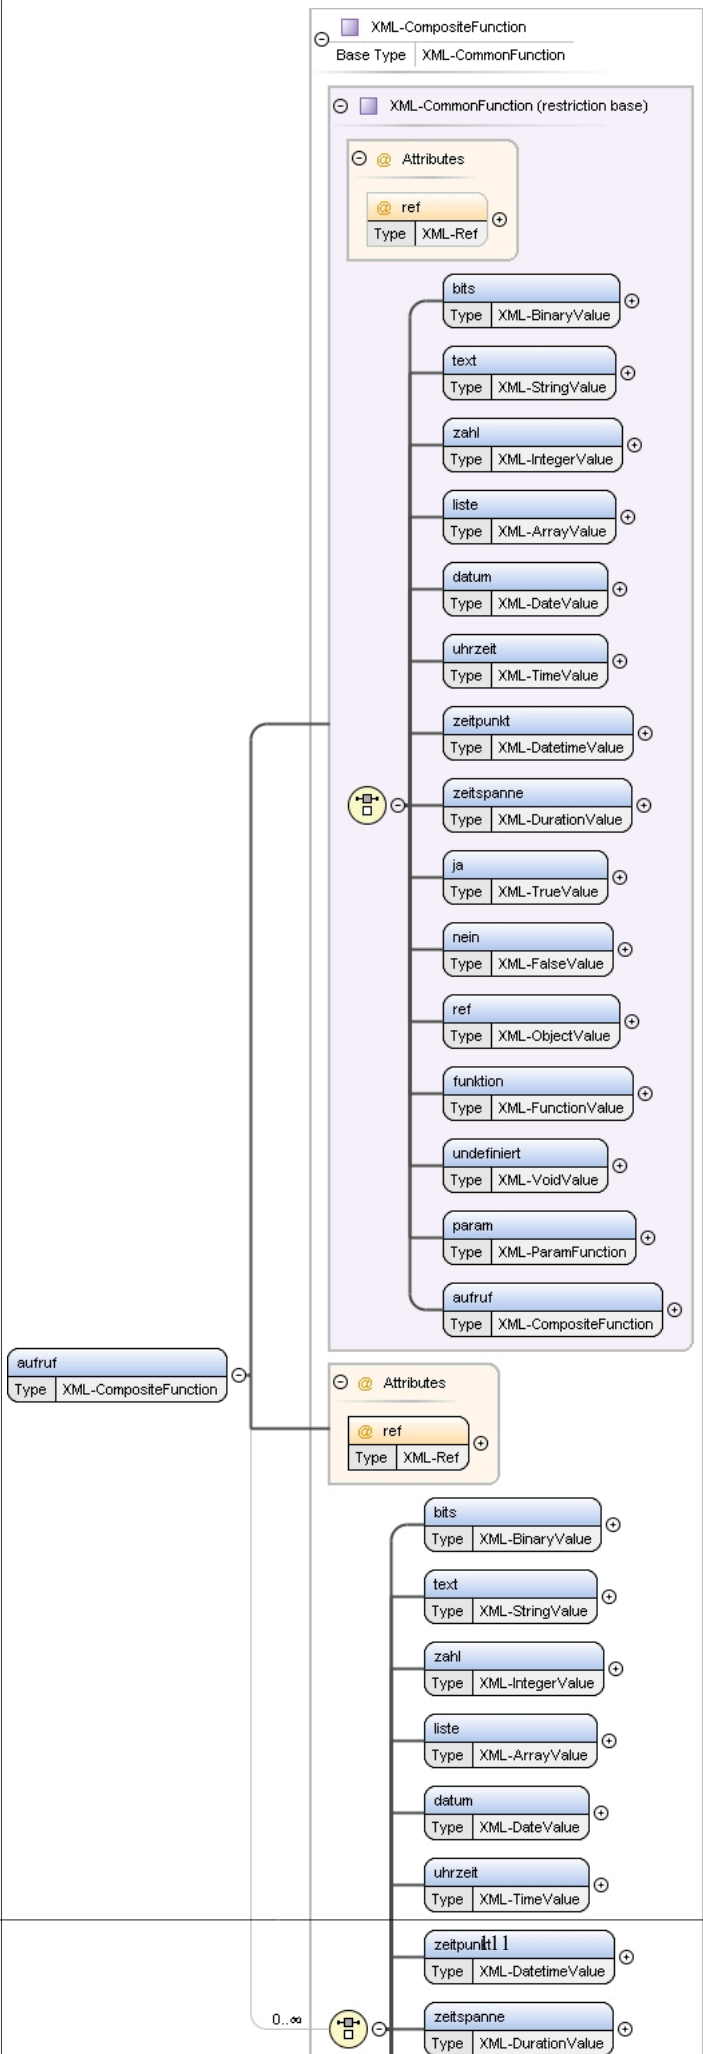 XML-CompositeFunction
Base Type XML-CommonFunction
XML-CommonFunction (restriction base)
@ Attributes
@ ref
Type XML-Ref
bits
Type XML-BinaryValue
text
Type XML-StringValue
zahl
Type XML-IntegerValue
liste
Type XML-ArrayValue
datum
Type XML-DateValue
uhrzeit
Type XML-TimeValue
zeitpunkt
Type XML-DatetimeValue
zeitspanne
Type XML-DurationValue
ja
Type XML-TrueValue
nein
Type XML-FalseValue
ref
Type XML-ObjectValue
funktion
Type XML-FunctionValue
undefiniert
Type XML-VoidValue
param
Type XML-ParamFunction
aufruf
Type XML-CompositeFunction
aufruf
Type XML-CompositeFunction
@ Attributes
@ ref
Type XML-Ref
bits
Type XML-BinaryValue
text
Type XML-StringValue
zahl
Type XML-IntegerValue
liste
Type XML-ArrayValue
datum
Type XML-DateValue
uhrzeit
Type XML-TimeValue
zeitpunkt
111
Type XML-DatetimeValue
0..∞
zeitspanne
Type XML-DurationValue